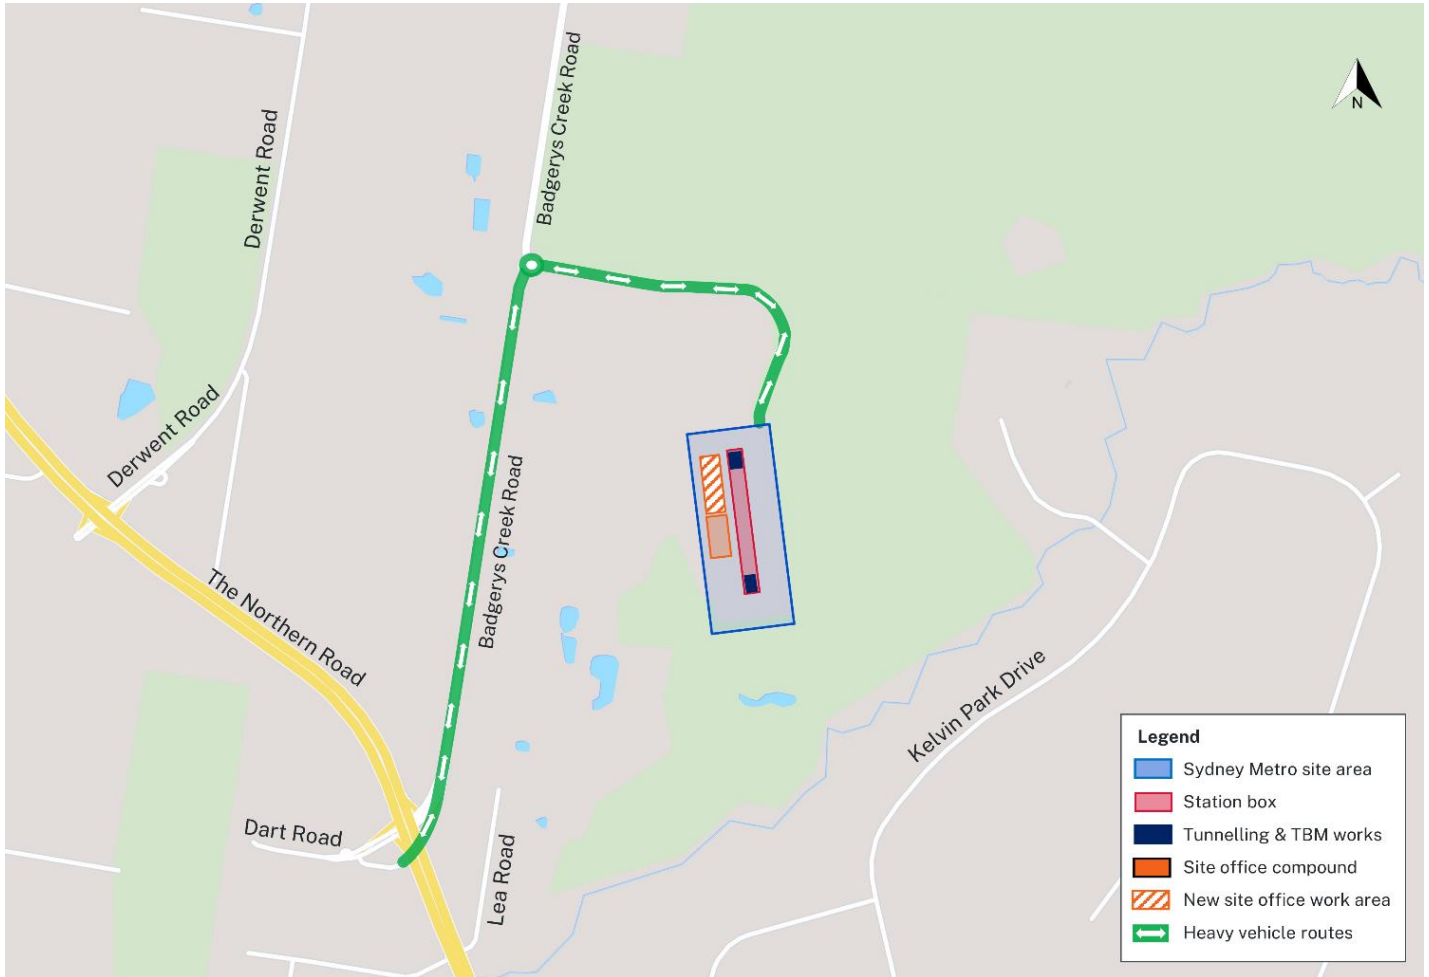 Badgerys Creek Road
N
Derwent Road
Derwent Road
Badgerys Creek Road
The Northern Road
Kelvin Park Drive
Dart Road
Lea Road
Legend
Sydney Metro site area
Station box
Tunnelling & TBM works
Site office compound
New site office work area
Heavy vehicle routes